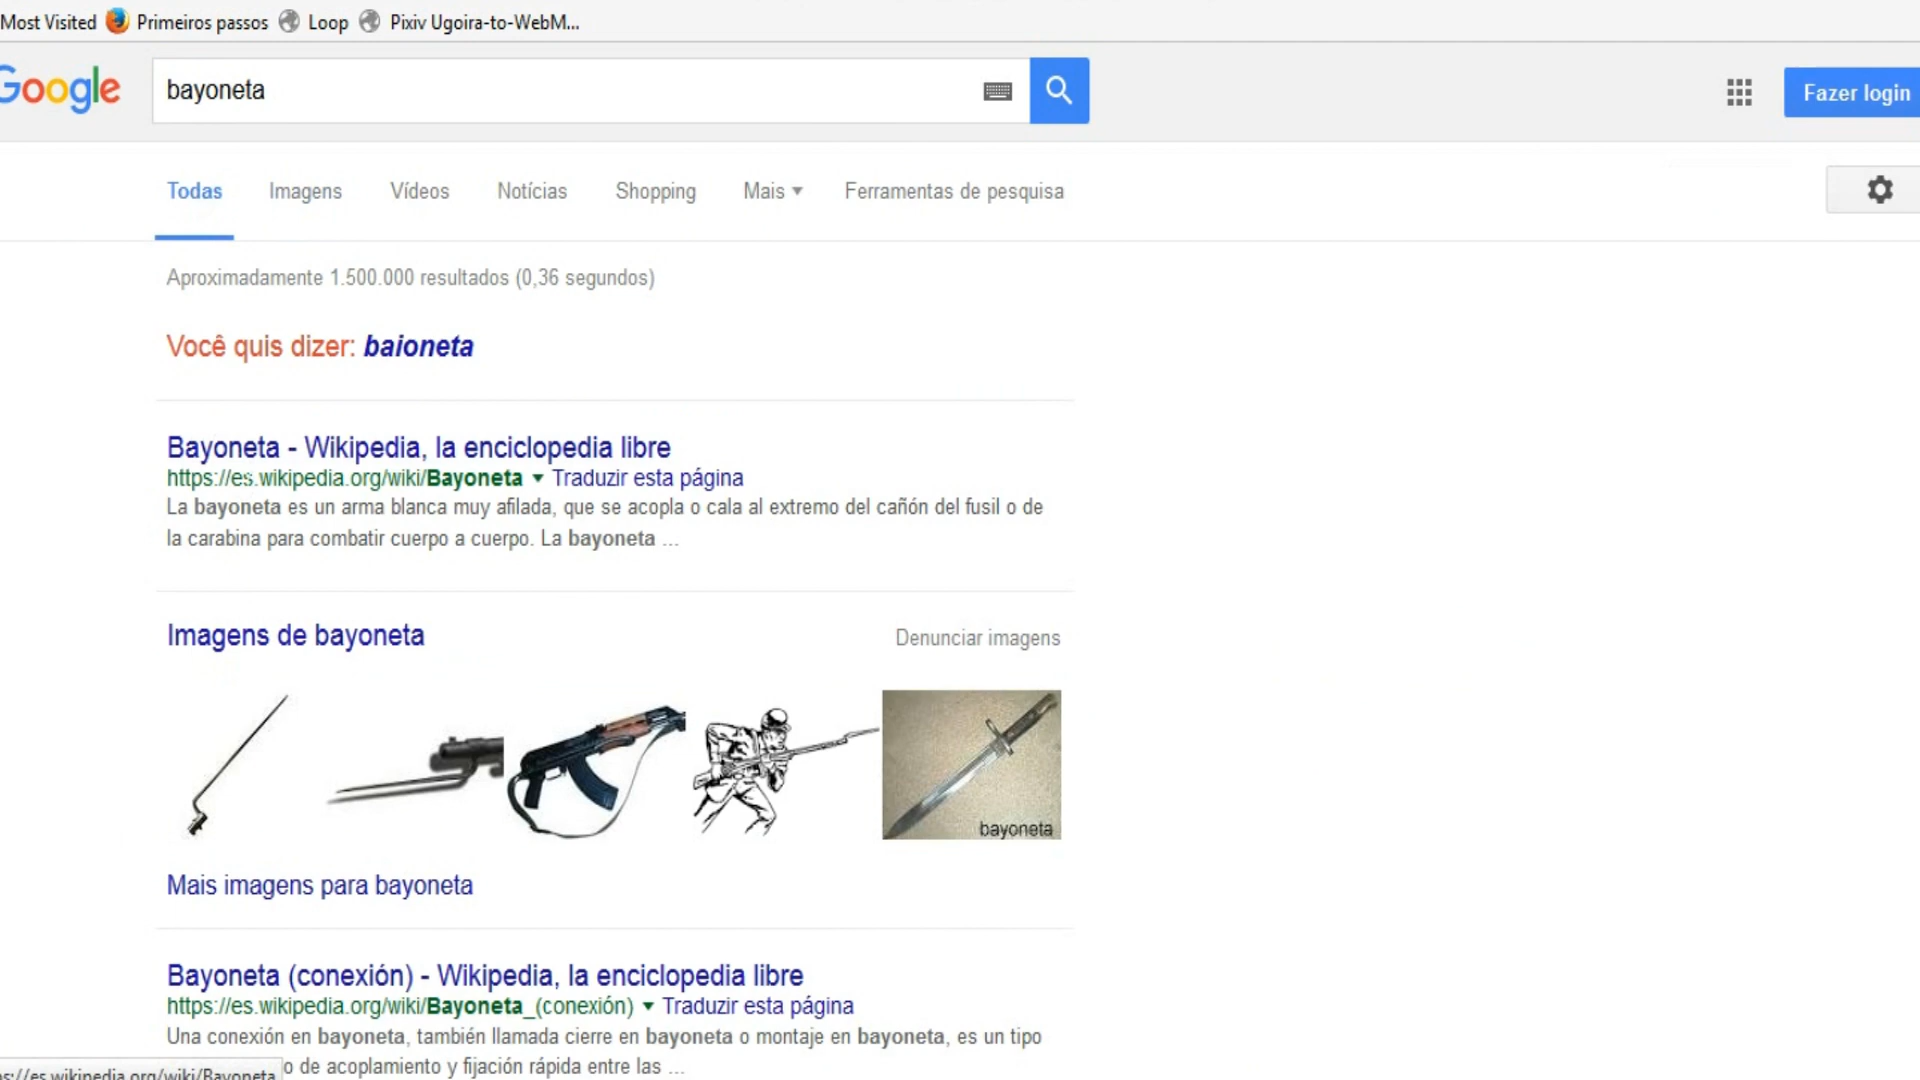 Most Visited Primeiros passos Loop Pixiv Ugoira-to-WebM...
Google bayoneta Fazer login
Todas Imagens Vídeos Notícias Shopping Mais Ferramentas de pesquisa
Aproximadamente 1.500.000 resultados (0,36 segundos)
Você quis dizer: baioneta
Bayoneta - Wikipedia, la enciclopedia libre
https://es.wikipedia.org/wiki/Bayoneta Traduzir esta página
La bayoneta es un arma blanca muy afilada, que se acopla o cala al extremo del cañón del fusil o de
la carabina para combatir cuerpo a cuerpo. La bayoneta ...
Imagens de bayoneta Denunciar imagens
bayoneta
Mais imagens para bayoneta
Bayoneta (conexión) - Wikipedia, la enciclopedia libre
https://es.wikipedia.org/wiki/Bayoneta_(conexión) Traduzir esta página
Una conexión en bayoneta, también llamada cierre en bayoneta o montaje en bayoneta, es un tipo
o de acoplamiento y fijación rápida entre las ...
s://es.wikipedia.org/wiki/Bayoneta